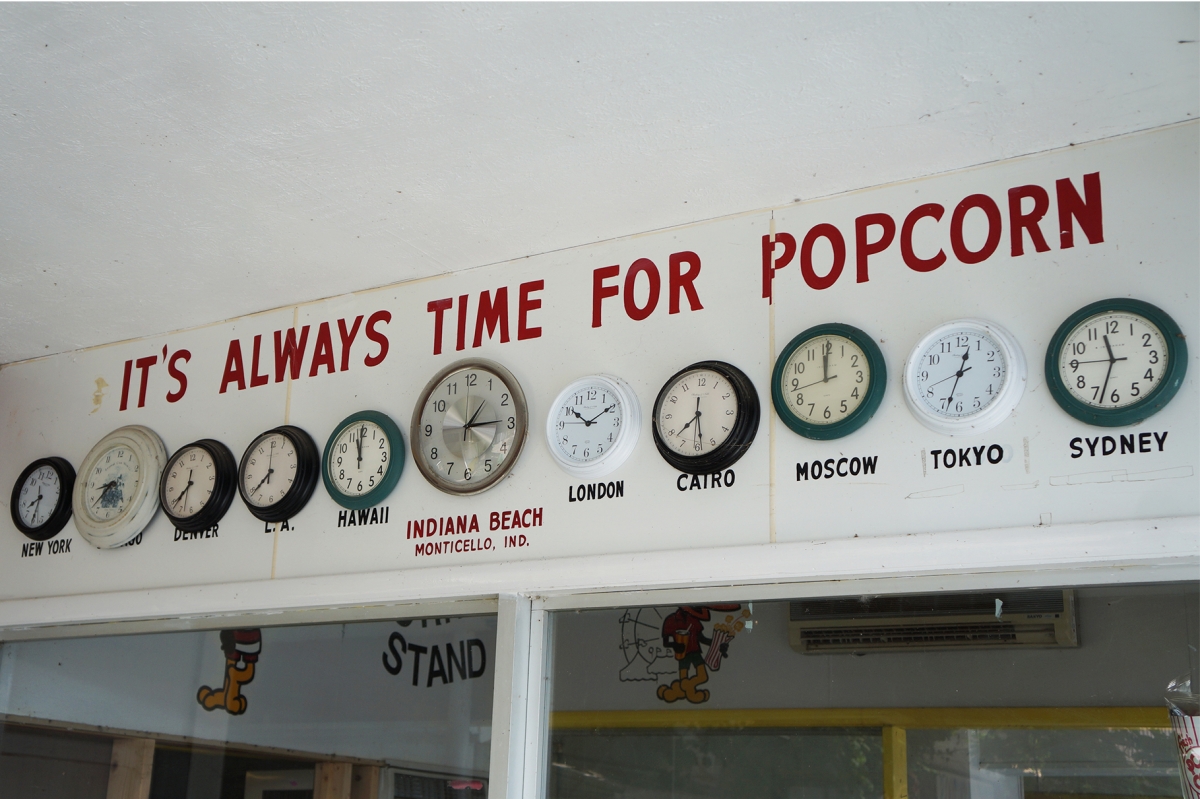 IT'S ALWAYS TIME FOR POPCORN
NEW YORK
DENVER
L.A.
HAWAII
INDIANA BEACH
MONTICELLO, IND.
LONDON
CAIRO
MOSCOW
TOKYO
SYDNEY
STAND